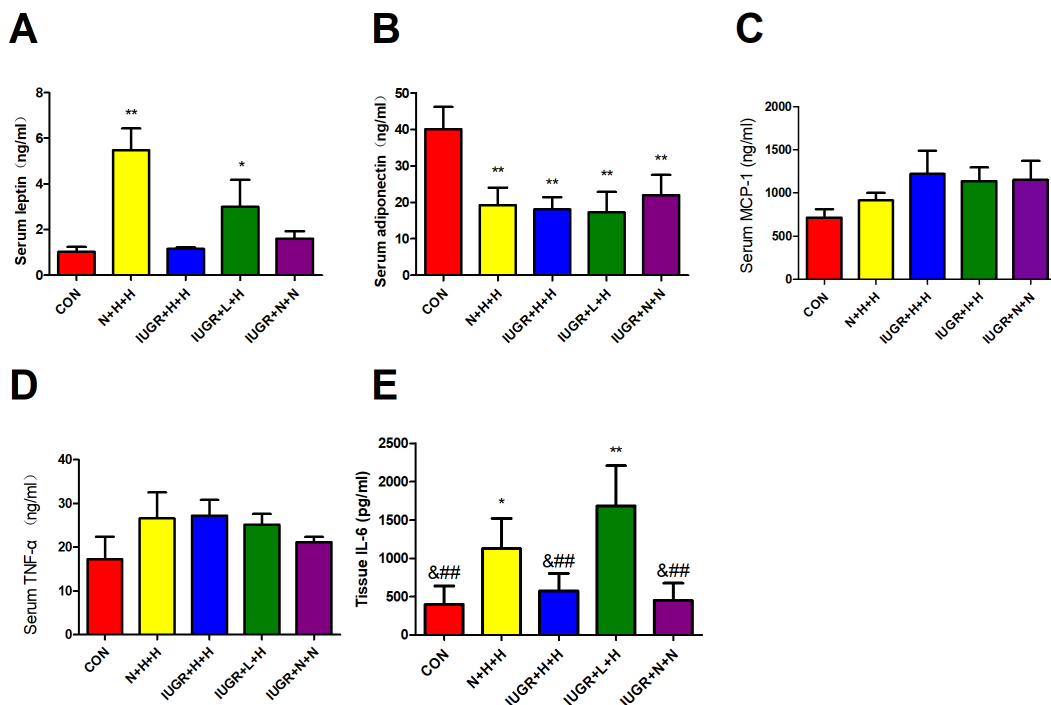 A
B
C
Serum leptin（ng/ml）
8
6
4
2
0
**
*
CON
N+H+H
IUGR+H+H
IUGR+L+H
IUGR+N+N
Serum adiponectin（ng/ml）
50
40
30
20
10
0
**
**
**
**
CON
N+H+H
IUGR+H+H
IUGR+L+H
IUGR+N+N
Serum MCP-1 (ng/ml)
2000
1500
1000
500
0
CON
N+H+H
IUGR+H+H
IUGR+H+H
IUGR+N+N
D
E
Serum TNF-α （ng/ml）
40
30
20
10
0
CON
N+H+H
IUGR+H+H
IUGR+L+H
IUGR+N+N
Tissue IL-6 (pg/ml)
2500
2000
1500
1000
500
0
&##
*
&##
**
&##
CON
N+H+H
IUGR+H+H
IUGR+L+H
IUGR+N+N